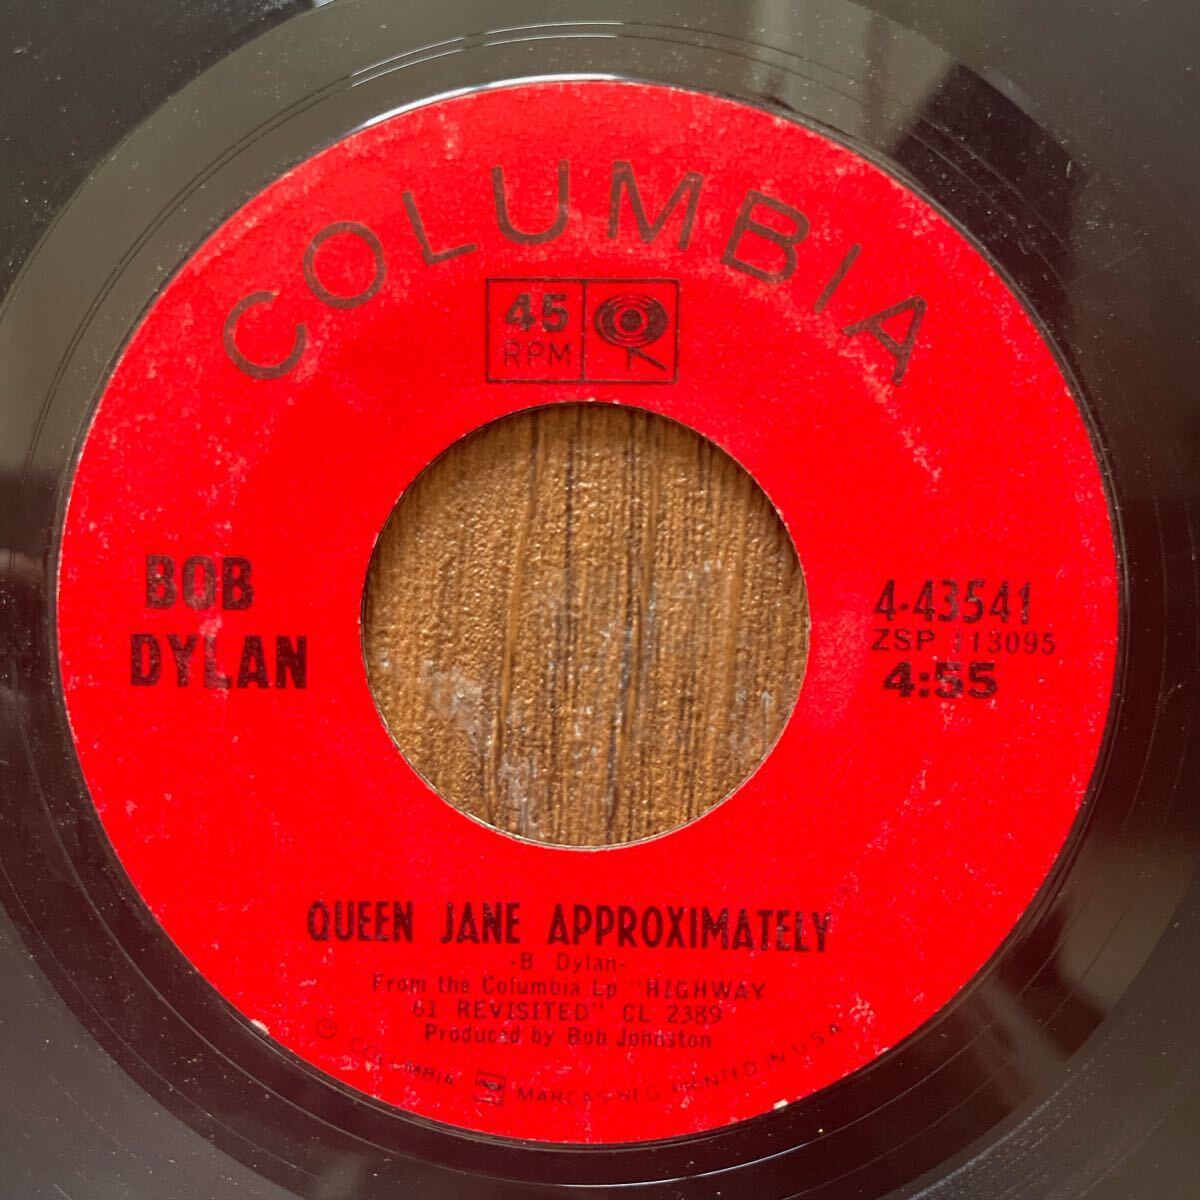 COLUMBIA
45
RPM
BOB
DYLAN
4-43541
ZSP 113095
4:55
QUEEN JANE APPROXIMATELY
-B Dylan-
From the Columbia Lp "HIGHWAY
61 REVISITED" CL 2389
Produced by Bob Johnston
COLUMBIA MARCAS REG. PRINTED IN U.S.A.